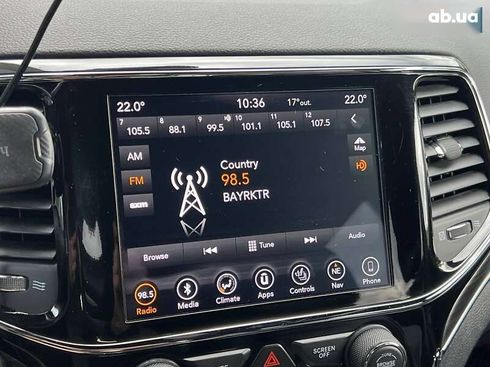 ab.ua
22.0° 10:36 17°out. 22.0°
7 8 9 10 11 12
105.5 88.1 99.5 101.1 105.1 107.5
AM
Map
Country
FM
98.5
BAYRKTR
sxm
Browse Tune Audio
98.5 NE
Radio Media Climate Apps Controls Nav Phone
SCREEN OFF
BROWSE